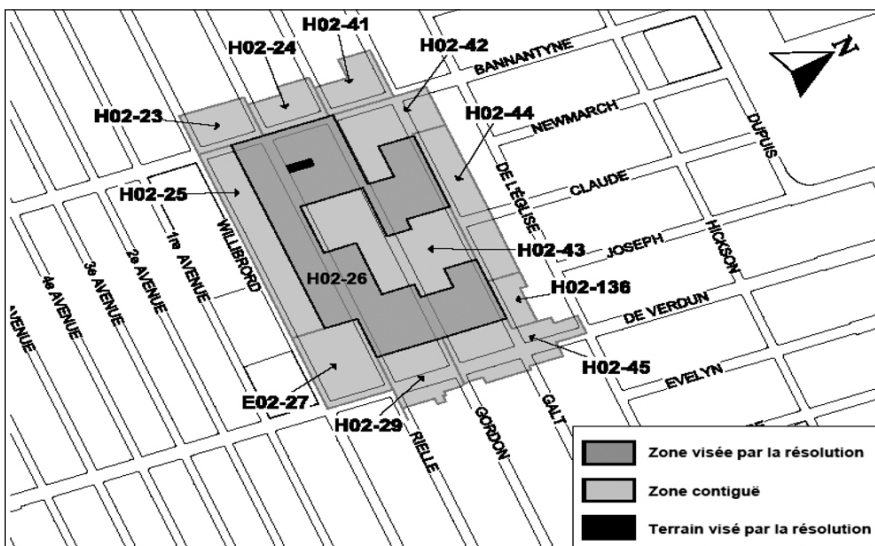 H02-41
H02-24
H02-42
BANNANTYNE
N
H02-23
H02-44
NEWMARCH
DUPUIS
DE L'ÉGLISE
CLAUDE
H02-25
WILLIBRORD
JOSEPH
HICKSON
H02-43
H02-26
1re AVENUE
2e AVENUE
3e AVENUE
4e AVENUE
AVENUE
H02-136
DE VERDUN
H02-45
EVELYN
E02-27
H02-29
RIELLE
GORDON
GALT
Zone visée par la résolution
Zone contiguë
Terrain visé par la résolution